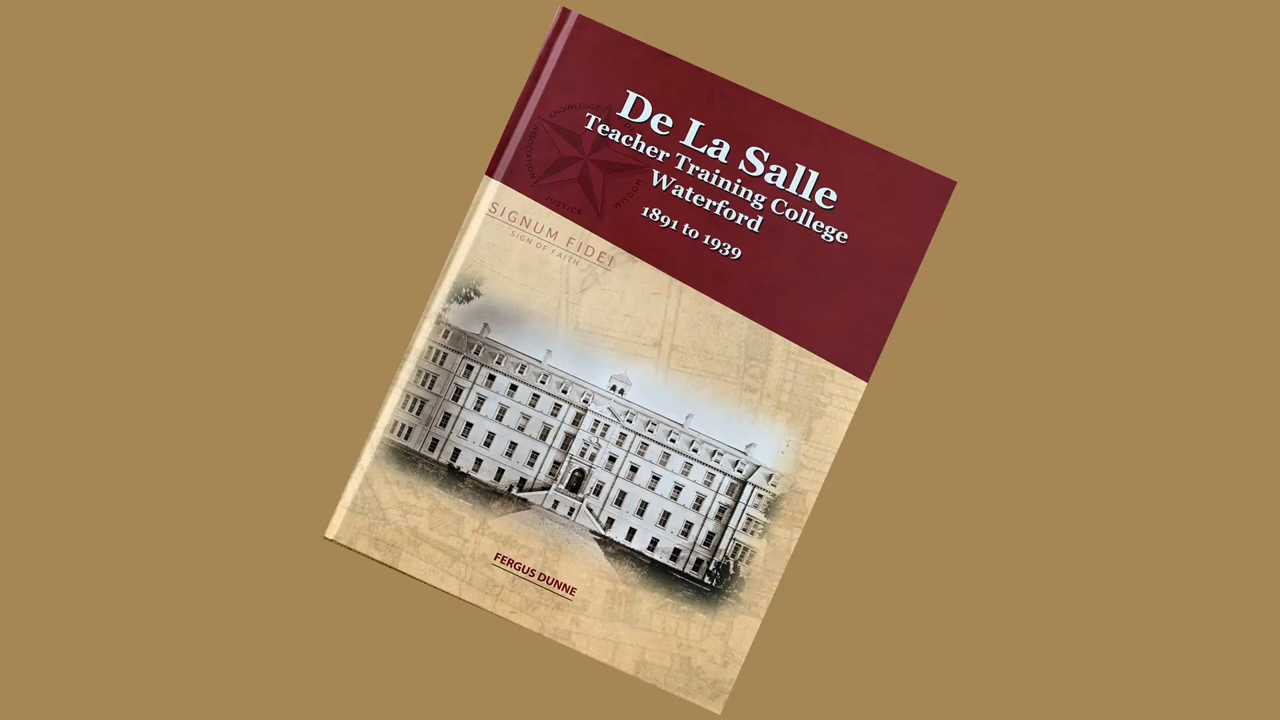 De La Salle
Teacher Training College
Waterford
1891 to 1939
KNOWLEDGE
ASSOCIATION
JUSTICE
WISDOM
SIGNUM FIDEI
SIGN OF FAITH
FERGUS DUNNE